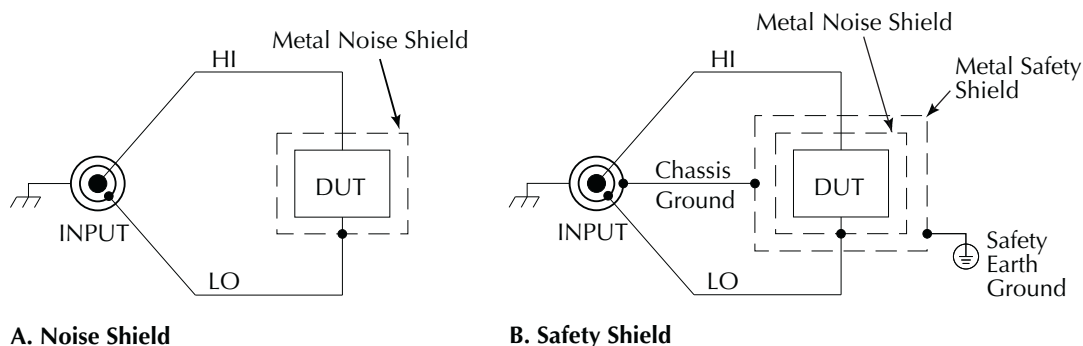 Metal Noise Shield
HI
DUT
INPUT
LO
A. Noise Shield
Metal Noise Shield
HI
Metal Safety
Shield
Chassis
Ground
DUT
INPUT
Safety
Earth
Ground
LO
B. Safety Shield